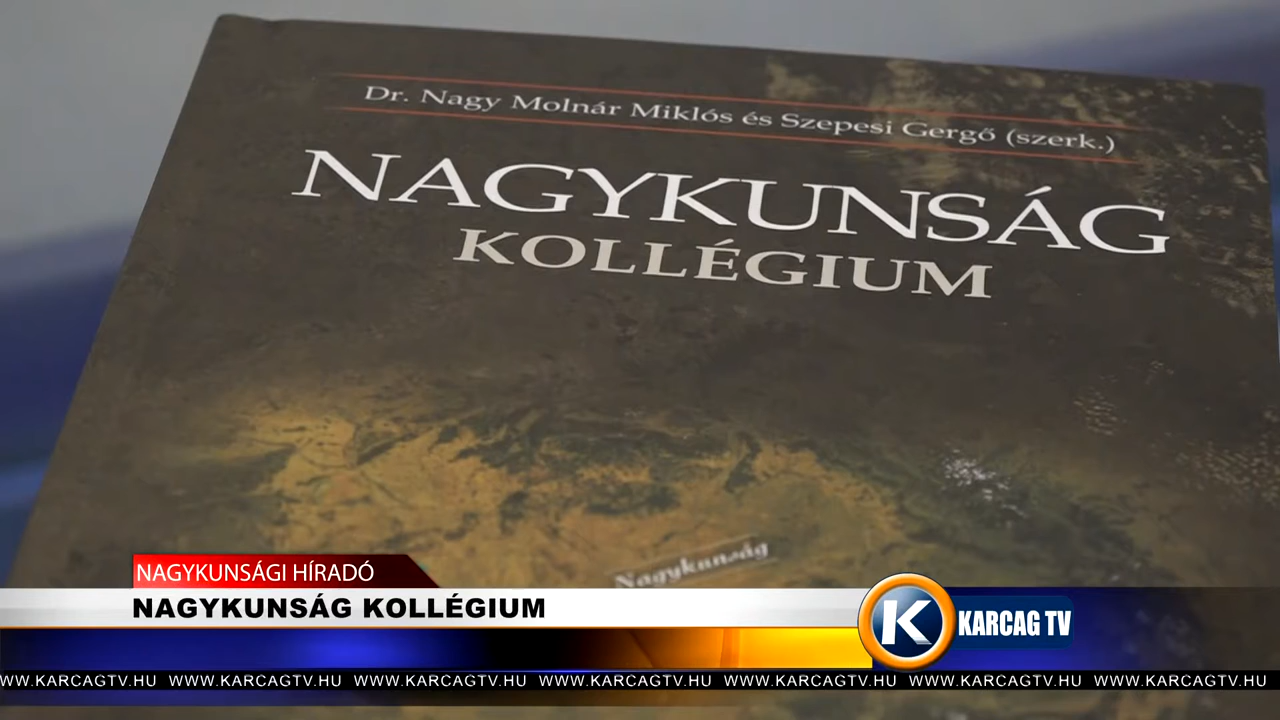 Dr. Nagy Molnár Miklós és Szepesi Gergő (szerk.)
NAGYKUNSÁG
KOLLÉGIUM
Nagykunság
NAGYKUNSÁGI HÍRADÓ
NAGYKUNSÁG KOLLÉGIUM
K KARCAG TV
WW.KARCAGTV.HU WWW.KARCAGTV.HU WWW.KARCAGTV.HU WWW.KARCAGTV.HU WWW.KARCAGTV.HU WWW.KARCAGTV.HU WWW.KARCAGTV.HU